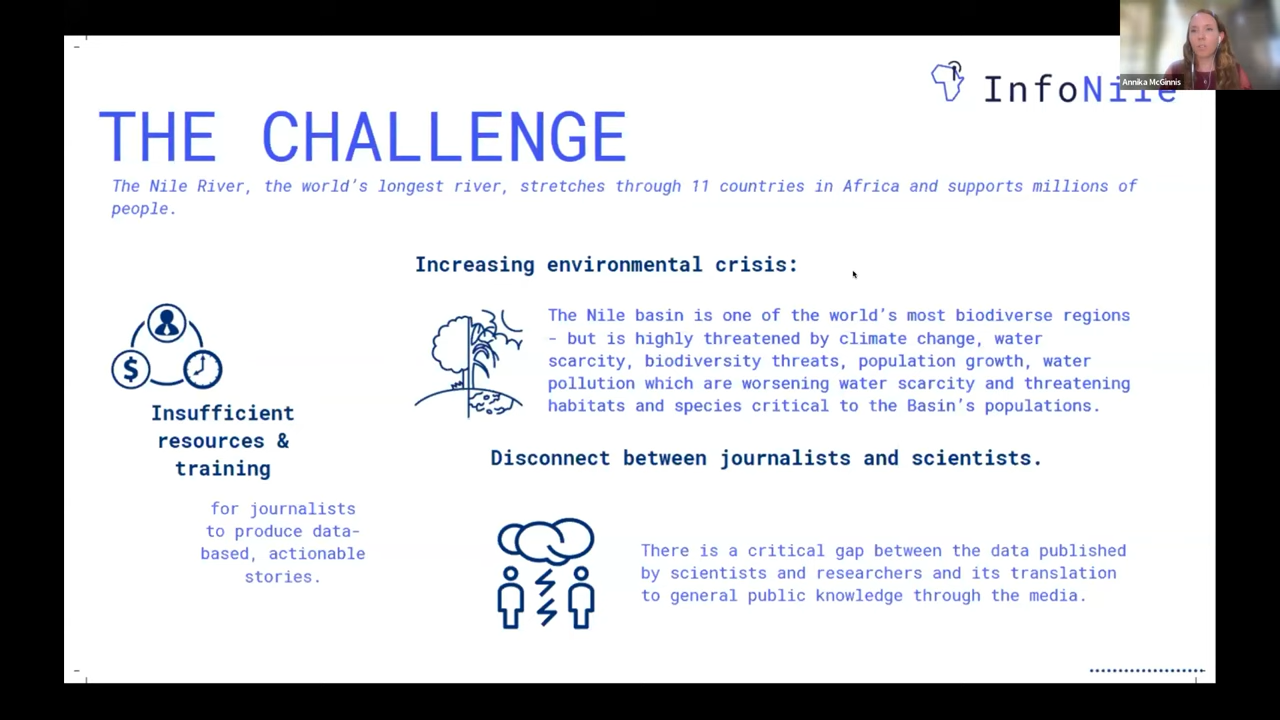 Annika McGinnis
InfoNile
THE CHALLENGE
The Nile River, the world's longest river, stretches through 11 countries in Africa and supports millions of
people.
Increasing environmental crisis:
The Nile basin is one of the world's most biodiverse regions
- but is highly threatened by climate change, water
scarcity, biodiversity threats, population growth, water
pollution which are worsening water scarcity and threatening
habitats and species critical to the Basin's populations.
$
Insufficient
resources &
training
for journalists
to produce data-
based, actionable
stories.
Disconnect between journalists and scientists.
There is a critical gap between the data published
by scientists and researchers and its translation
to general public knowledge through the media.